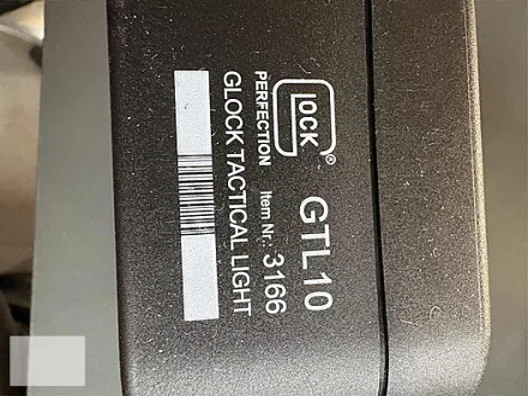 GLOCK®
PERFECTION
GTL10
Item Nr.: 3166
GLOCK TACTICAL LIGHT